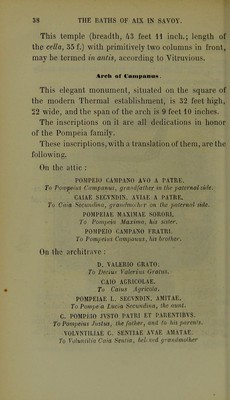 38 THE BATHS OF AIX IN SAVOY.
This temple (breadth, 43 feet 11 inch.; length of
the cella, 55 f.) with primitively two columns in front,
may be termed in antis, according to Vitruvious.
Arch of Campanus.
This elegant monument, situated on the square of
the modern Thermal establishment, is 32 feet high,
22 wide, and the span of the arch is 9 feet 10 inches.
The inscriptions on it are all dedications in honor
of the Pompeia family.
These inscriptions, with a translation of them, are the
following.
On the attic :
POMPEIO CAMPANO AVO A PATRE.
To Pompeius Campanus, grandfather in the paternal side.
CAIAE SECVNDIN. AVIAE A PATRE.
To Caia Secundina, grandmother on the paternal side.
POMPEIAE MAXIMAE SORORI.
To Pompeia Maxima, his sister.
POMPEIO CAMPANO FRATRI.
To Pompeius Campanus, his brother.
On the architrave :
D. VALERIO GRATO.
To Decius Valerius Gratus.
CAIO AGRICOLAE.
To Caius Agricola.
POMPEIAE L. SECVNDIN. AMITAE.
To Pompeia Lucia Secundina, the aunt.
C. POMPEIO JVSTO PATRI ET PARENTIBVS.
To Pompeius Justus, the father, and to his parents.
VOLVNTILIAE C. SENTIAE AVAE AMATAE.
To Voluntilia Caia Sentia, beloved grandmother